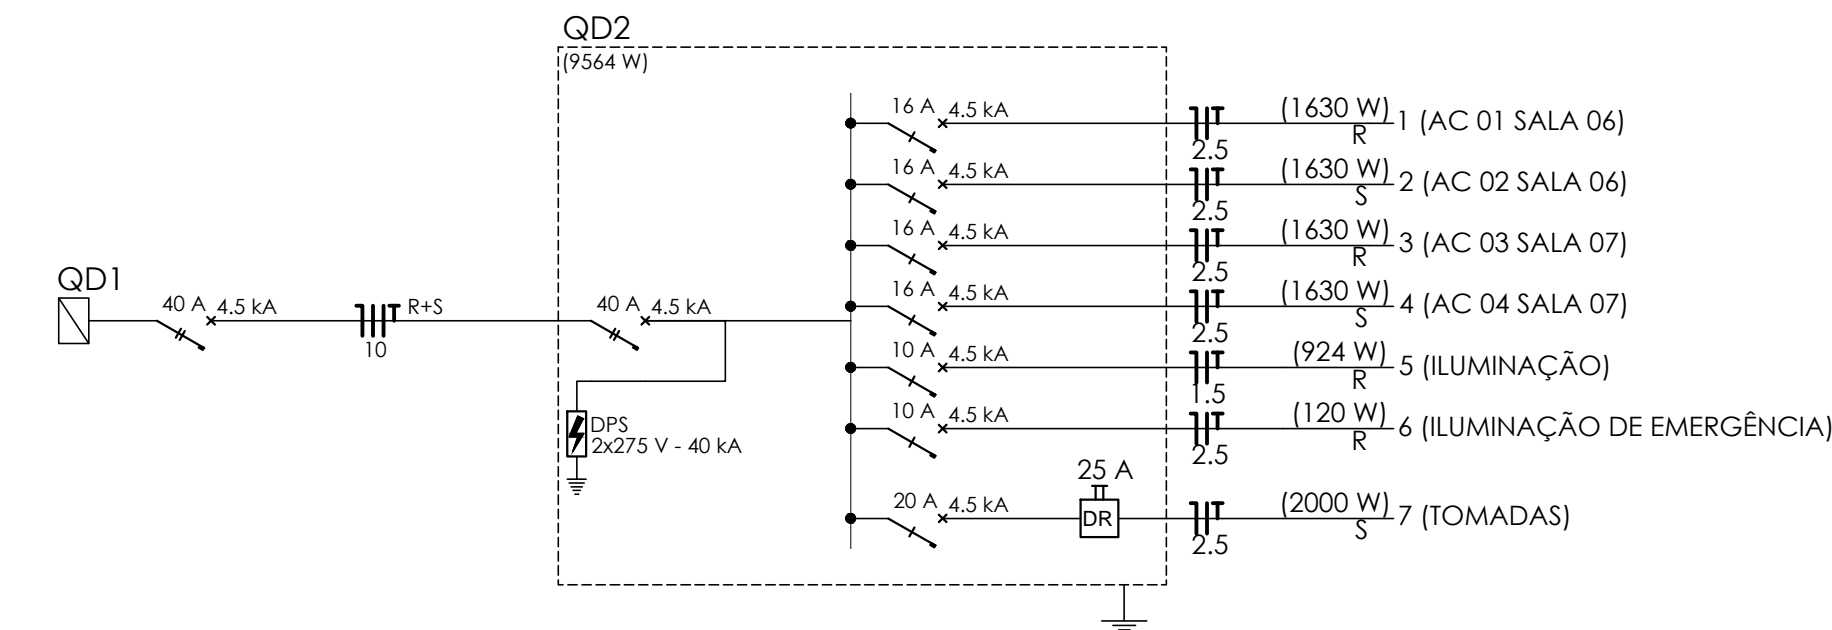 QD2
(9564 W)
16 A 4.5 kA
2.5
(1630 W)
R
1 (AC 01 SALA 06)
16 A 4.5 kA
2.5
(1630 W)
S
2 (AC 02 SALA 06)
16 A 4.5 kA
2.5
(1630 W)
R
3 (AC 03 SALA 07)
QD1
40 A 4.5 kA
R+S
10
40 A 4.5 kA
16 A 4.5 kA
2.5
(1630 W)
S
4 (AC 04 SALA 07)
10 A 4.5 kA
1.5
(924 W)
R
5 (ILUMINAÇÃO)
DPS
2x275 V - 40 kA
10 A 4.5 kA
2.5
(120 W)
R
6 (ILUMINAÇÃO DE EMERGÊNCIA)
20 A 4.5 kA
25 A
DR
2.5
(2000 W)
S
7 (TOMADAS)